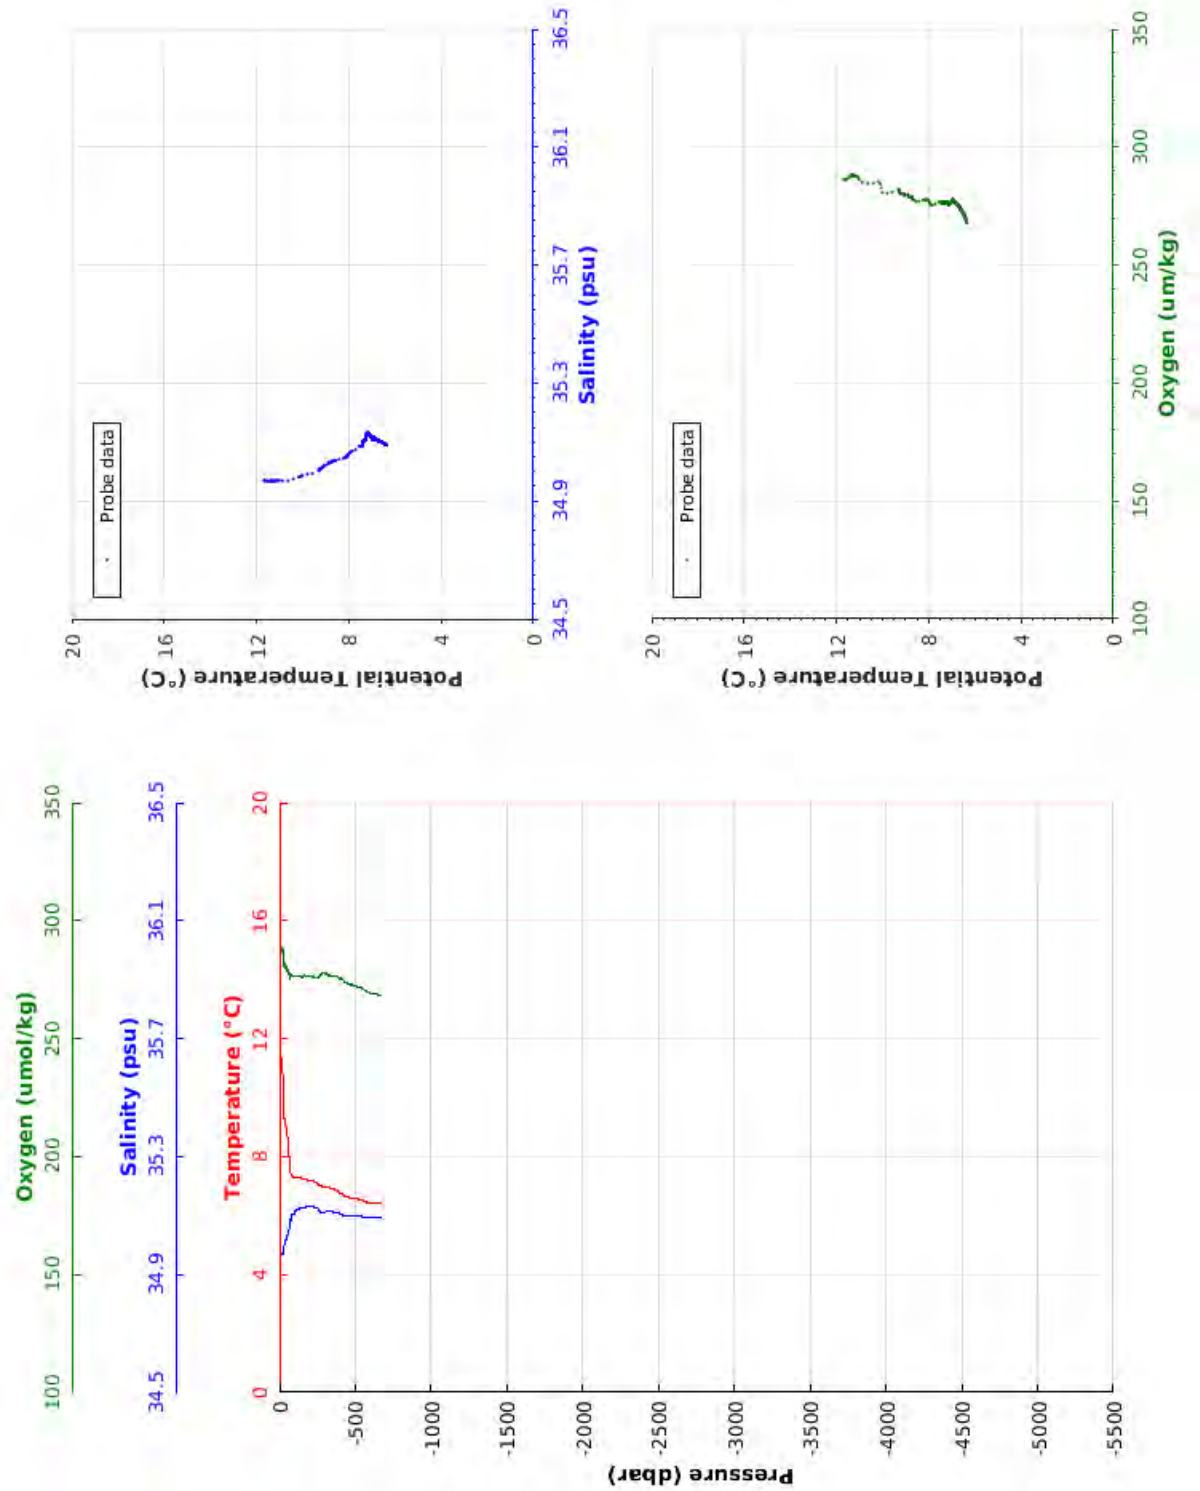 Oxygen (umol/kg)
100 150 200 250 300 350
Salinity (psu)
34.5 34.9 35.3 35.7 36.1 36.5
Temperature (°C)
0 4 8 12 16 20
Pressure (dbar)
0
-500
-1000
-1500
-2000
-2500
-3000
-3500
-4000
-4500
-5000
-5500
Potential Temperature (°C)
20
16
12
8
4
0
Probe data
34.5 34.9 35.3 35.7 36.1 36.5
Salinity (psu)
Potential Temperature (°C)
20
16
12
8
4
0
Probe data
100 150 200 250 300 350
Oxygen (um/kg)